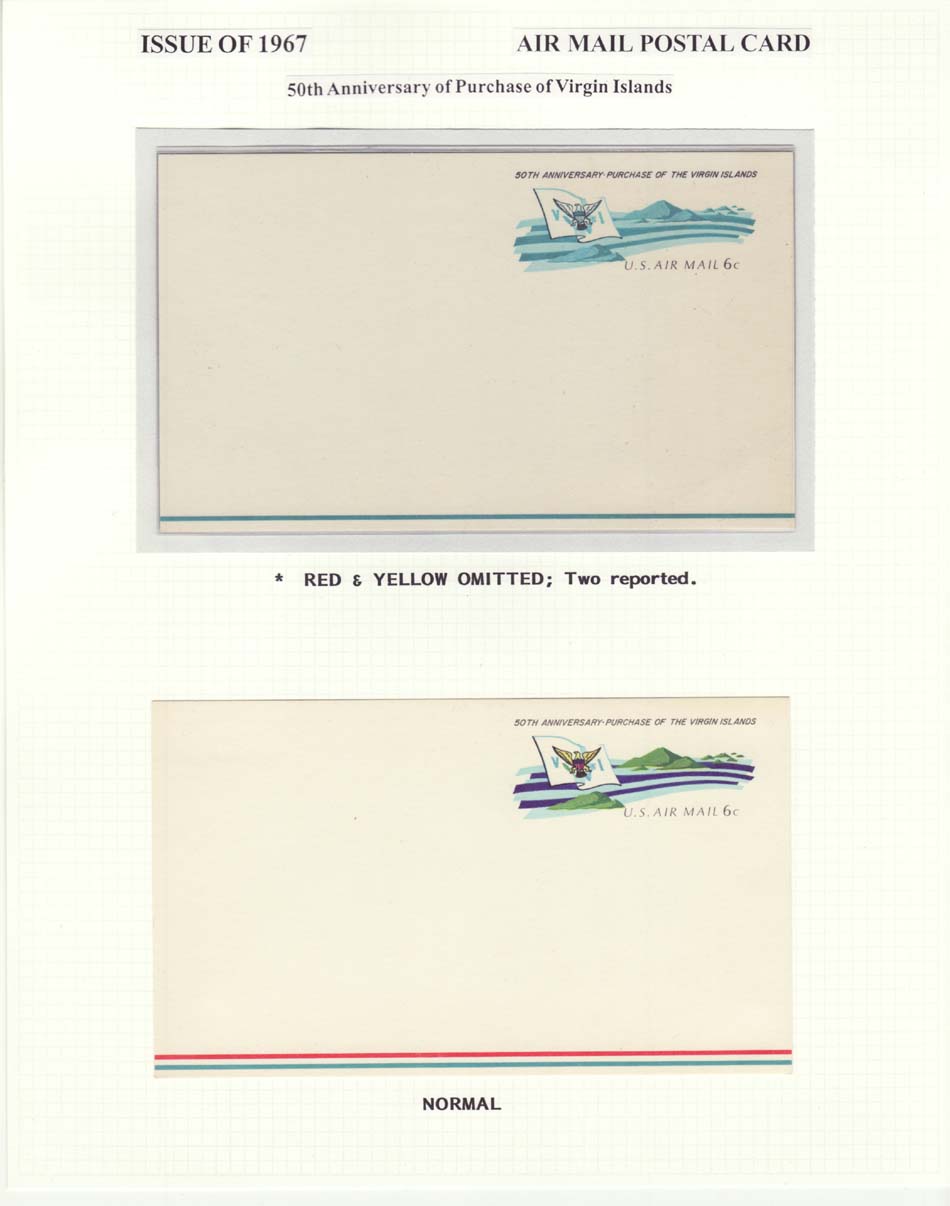 ISSUE OF 1967 AIR MAIL POSTAL CARD
50th Anniversary of Purchase of Virgin Islands
50TH ANNIVERSARY·PURCHASE OF THE VIRGIN ISLANDS
V I
U.S. AIR MAIL 6c
* RED & YELLOW OMITTED; Two reported.
50TH ANNIVERSARY·PURCHASE OF THE VIRGIN ISLANDS
V I
U.S. AIR MAIL 6c
NORMAL